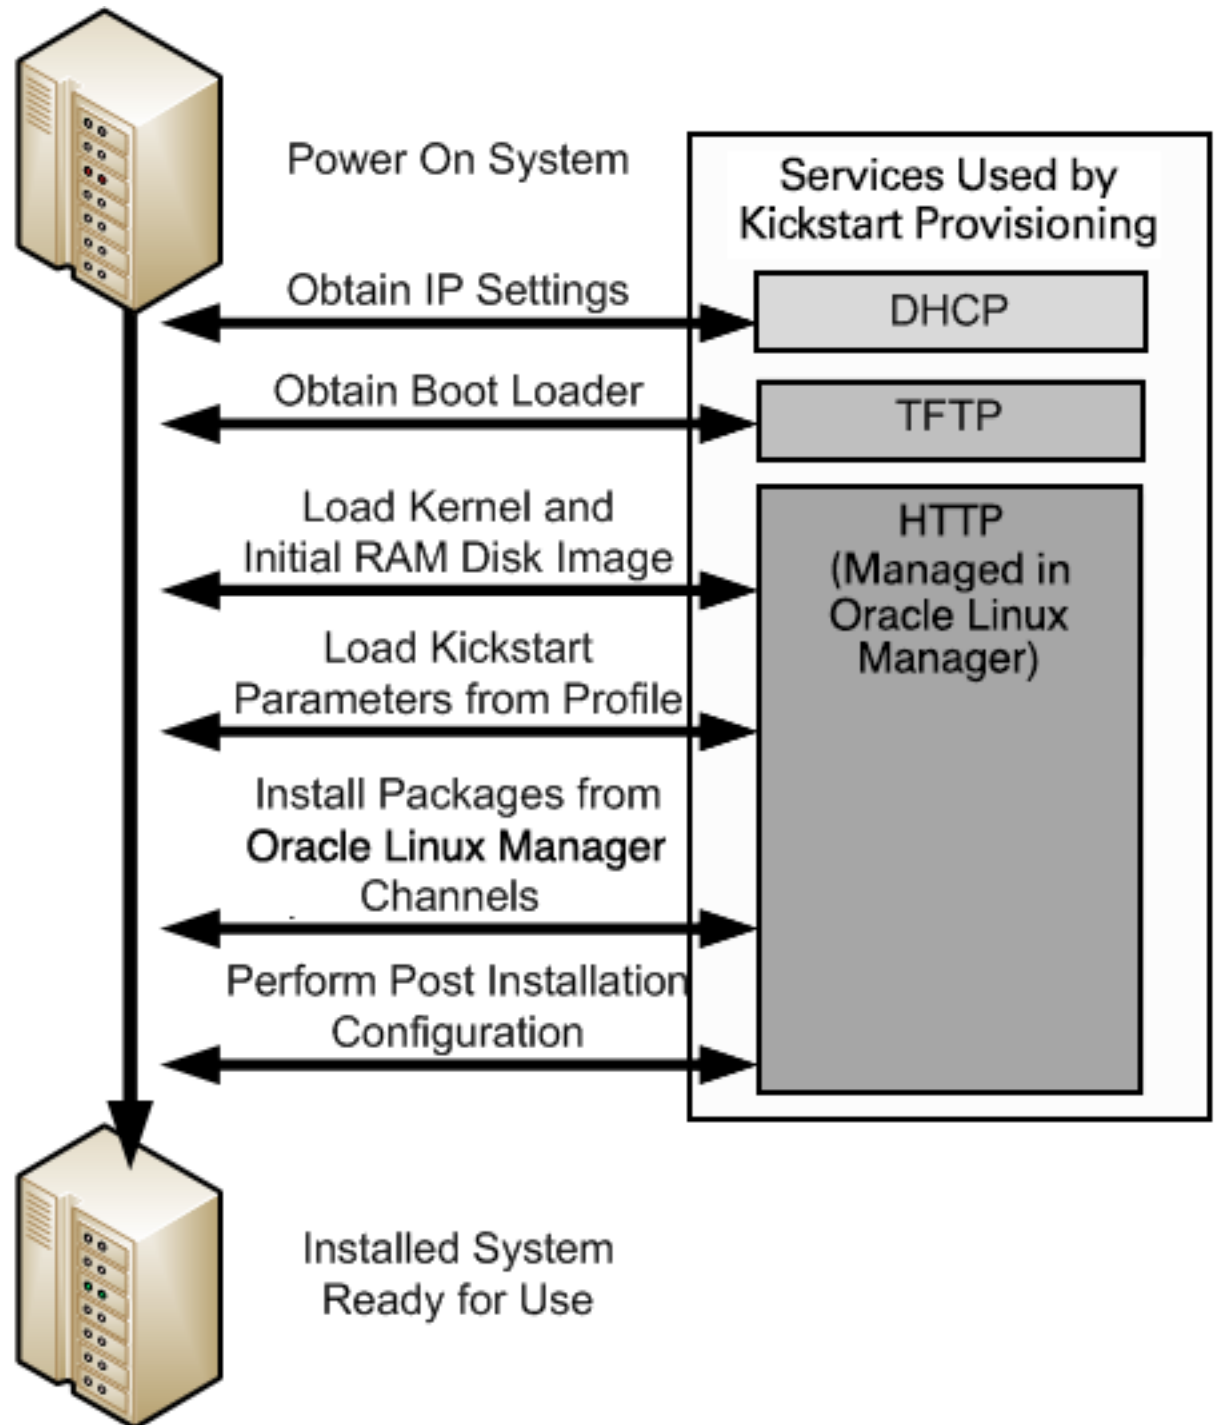 Power On System
Services Used by
Kickstart Provisioning
Obtain IP Settings
DHCP
Obtain Boot Loader
TFTP
Load Kernel and
Initial RAM Disk Image
HTTP
(Managed in
Oracle Linux
Manager)
Load Kickstart
Parameters from Profile
Install Packages from
Oracle Linux Manager
Channels
Perform Post Installation
Configuration
Installed System
Ready for Use